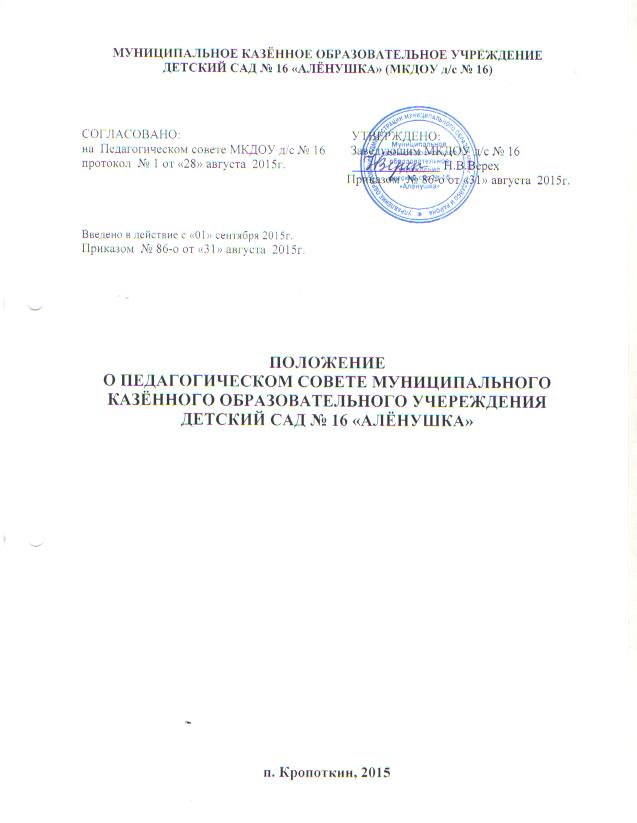 МУНИЦИПАЛЬНОЕ КАЗЁННОЕ ОБРАЗОВАТЕЛЬНОЕ УЧРЕЖДЕНИЕ
ДЕТСКИЙ САД № 16 «АЛЁНУШКА» (МКДОУ д/с № 16)
СОГЛАСОВАНО:
на Педагогическом совете МКДОУ д/с № 16
протокол № 1 от «28» августа 2015г.
УТВЕРЖДЕНО:
Заведующим МКДОУ д/с № 16
Н.В.Верех
Приказом № 86-о от «31» августа 2015г.
Муниципальное
«Алёнушка»
Введено в действие с «01» сентября 2015г.
Приказом № 86-о от «31» августа 2015г.
ПОЛОЖЕНИЕ
О ПЕДАГОГИЧЕСКОМ СОВЕТЕ МУНИЦИПАЛЬНОГО
КАЗЁННОГО ОБРАЗОВАТЕЛЬНОГО УЧЕРЕЖДЕНИЯ
ДЕТСКИЙ САД № 16 «АЛЁНУШКА»
п. Кропоткин, 2015